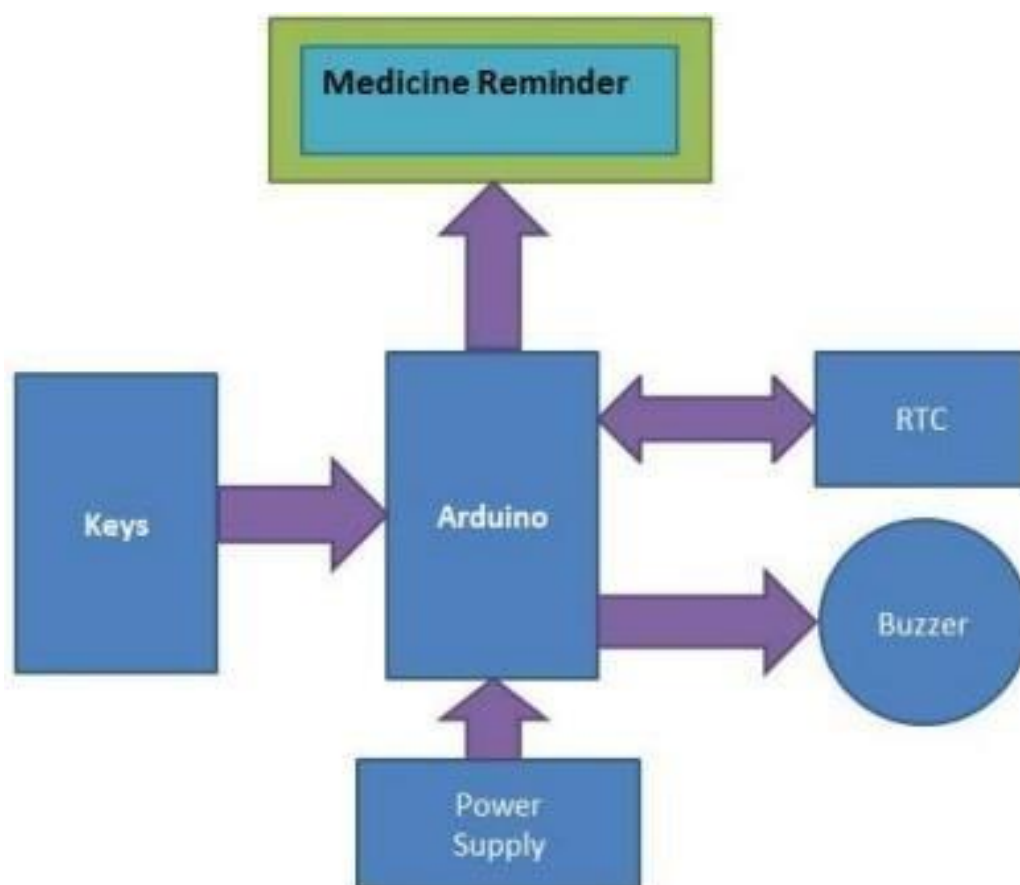 Medicine Reminder
RTC
Keys
Arduino
Buzzer
Power
Supply